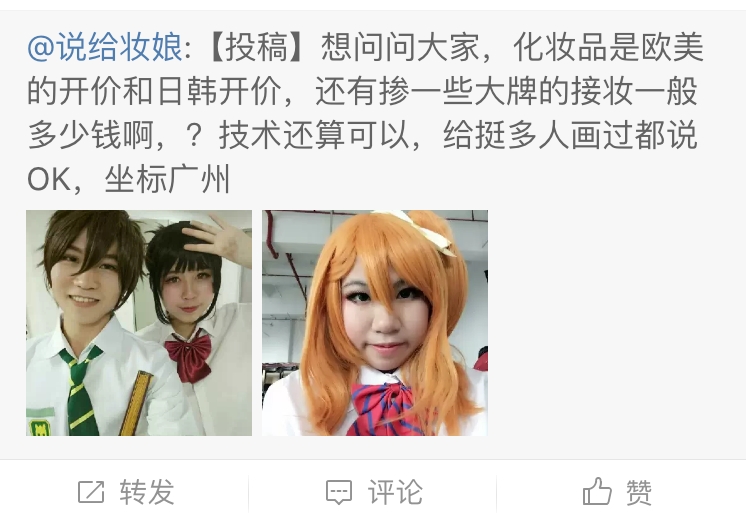 @说给妆娘:【投稿】想问问大家，化妆品是欧美
的开价和日韩开价，还有掺一些大牌的接妆一般
多少钱啊，？技术还算可以，给挺多人画过都说
OK，坐标广州
转发
评论
赞